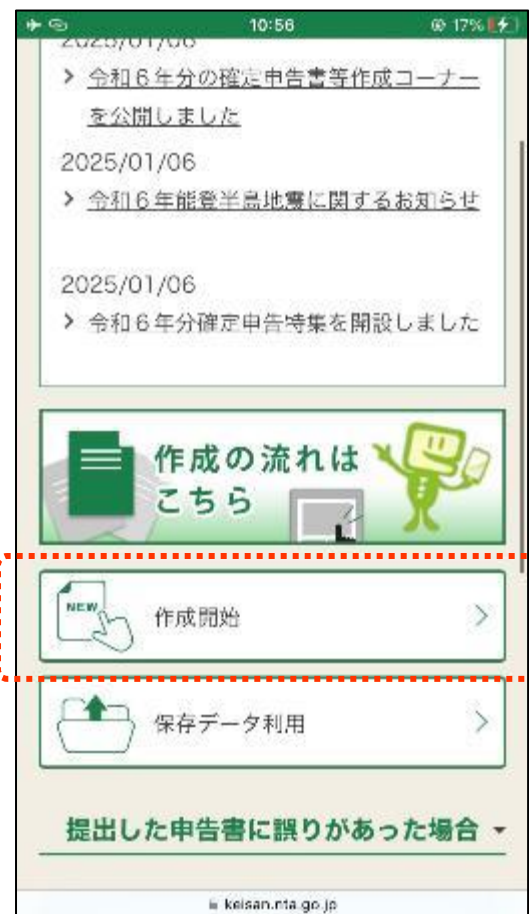 10:56
17%
2025/01/06
> 令和6年分の確定申告書等作成コーナー
を公開しました
2025/01/06
> 令和6年能登半島地震に関するお知らせ
2025/01/06
> 令和6年分確定申告特集を開設しました
作成の流れは
こちら
NEW
作成開始
保存データ利用
提出した申告書に誤りがあった場合
keisan.nta.go.jp